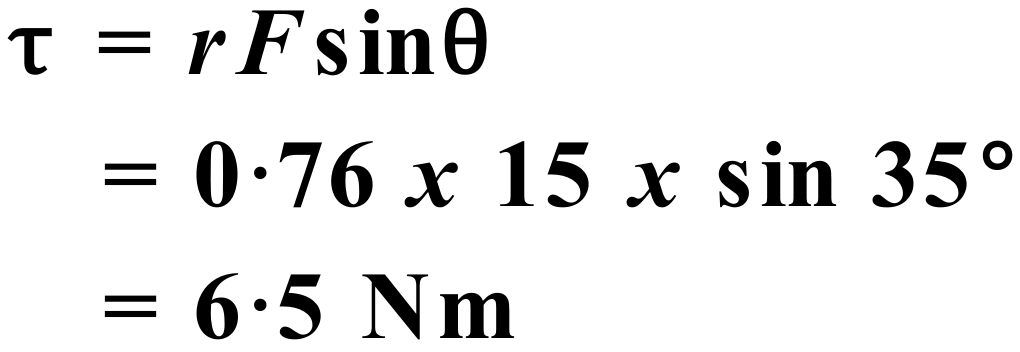 τ = rFsinθ
= 0·76 x 15 x sin 35°
= 6·5 Nm